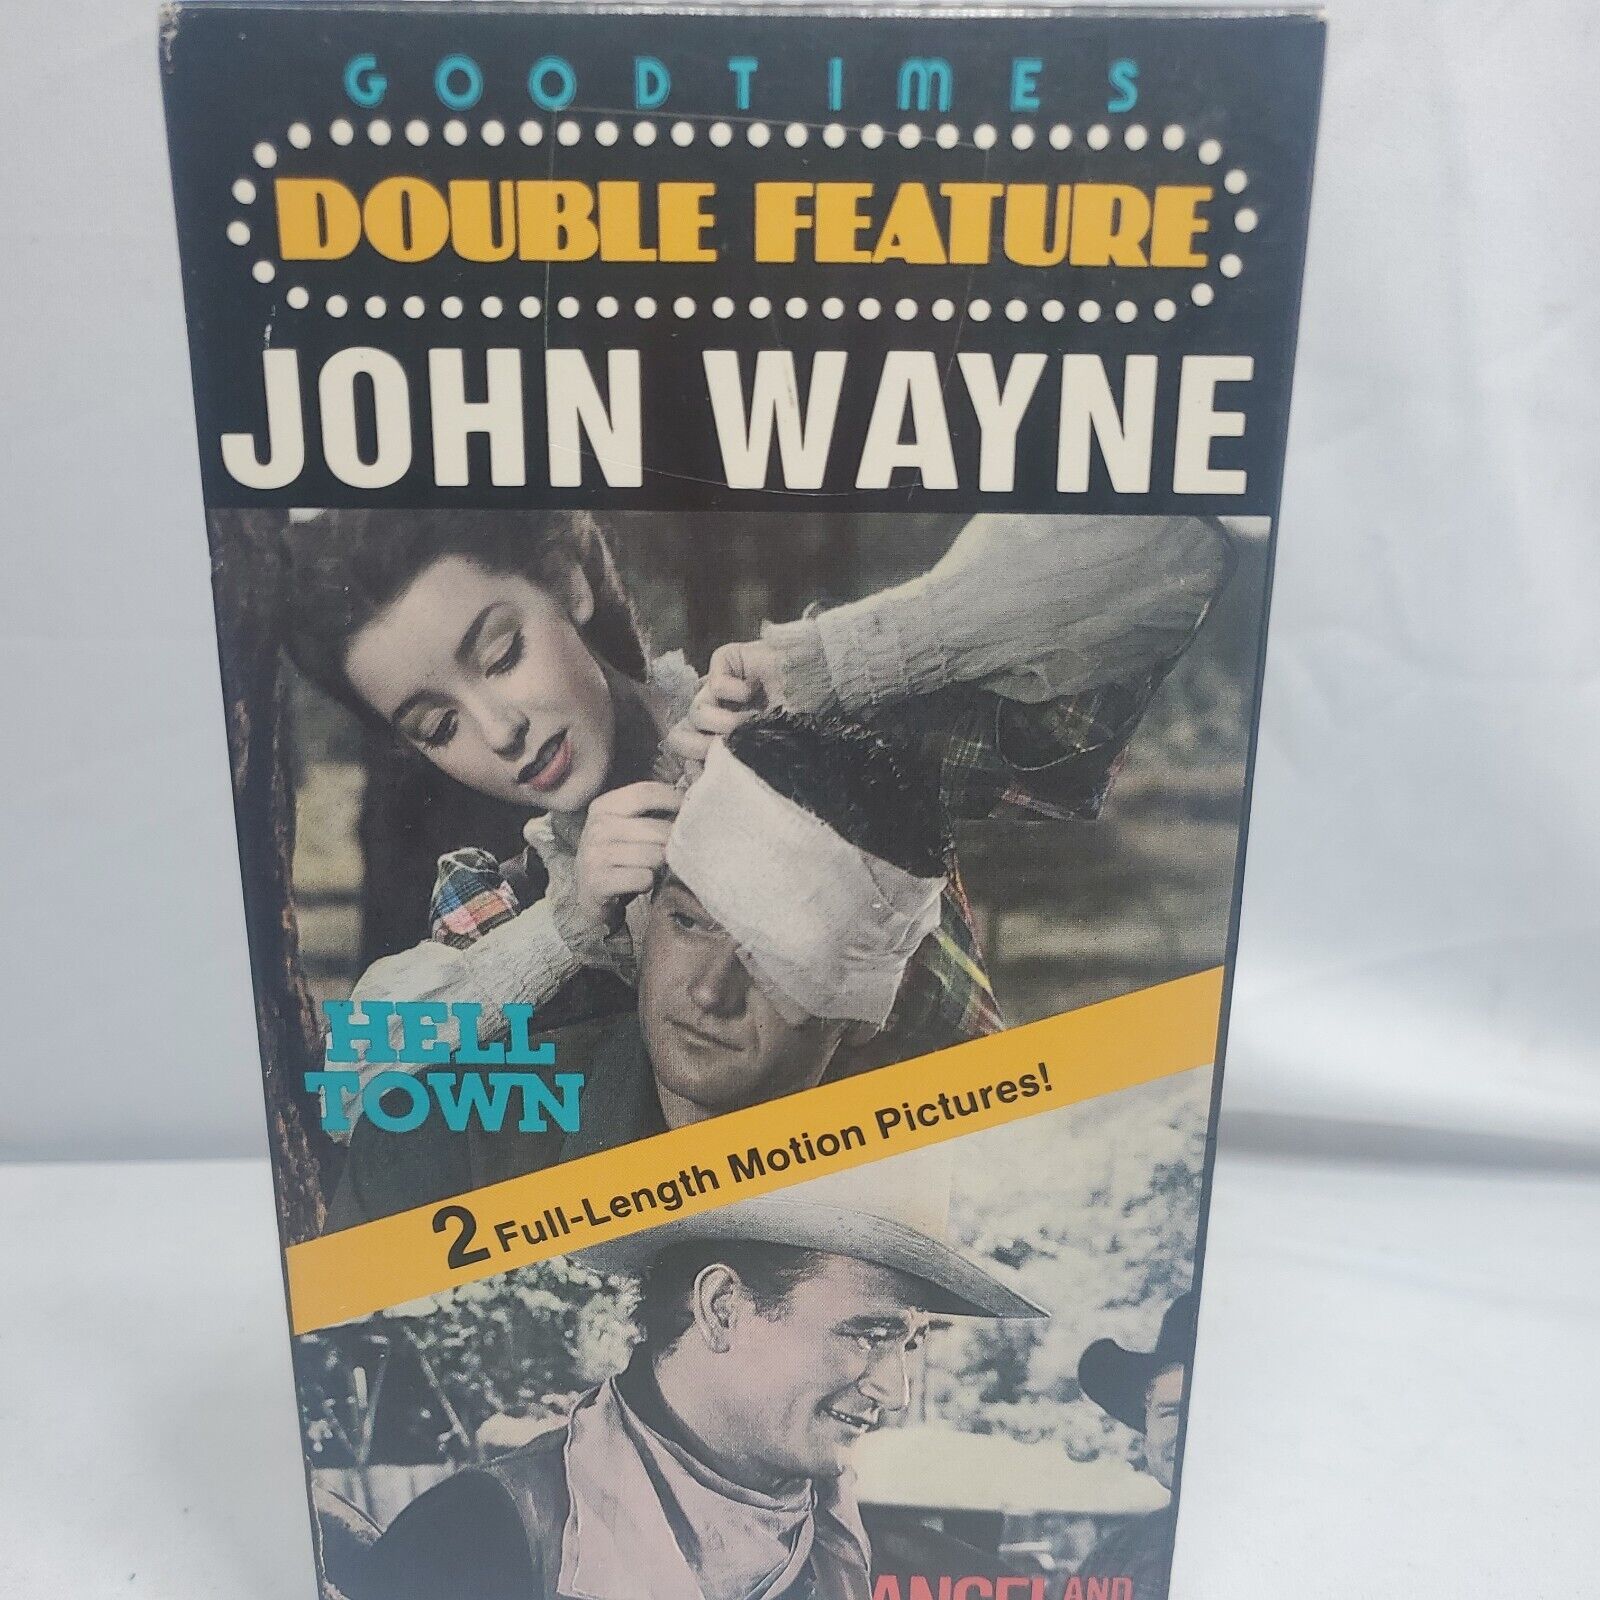 GOODTIMES
DOUBLE FEATURE
JOHN WAYNE
HELL
TOWN
2 Full-Length Motion Pictures!
ANGEL AND